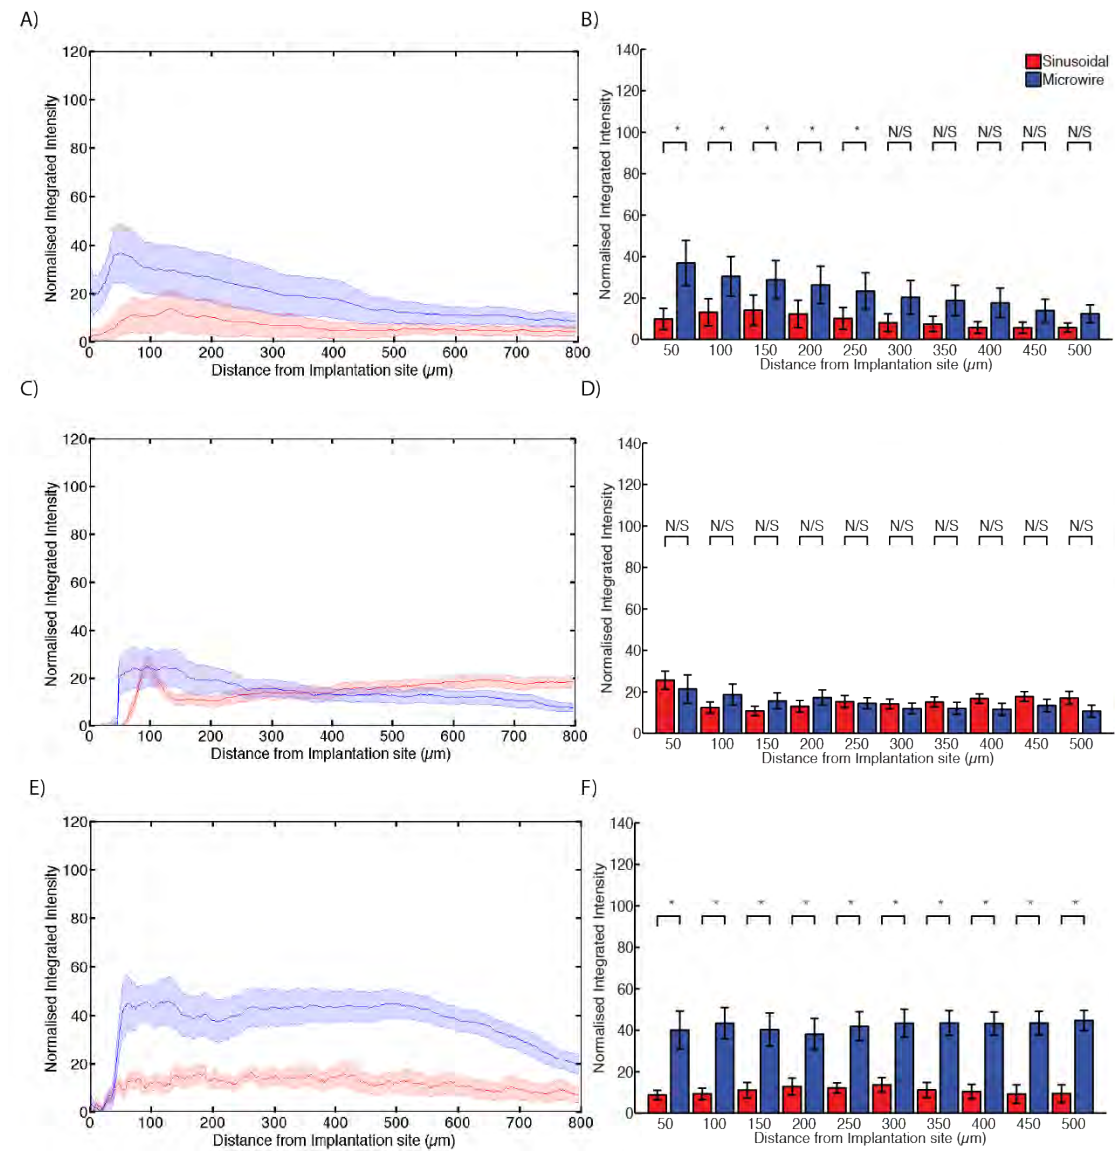 A)
Normalised Integrated Intensity
120
100
80
60
40
20
0
0 100 200 300 400 500 600 700 800
Distance from Implantation site (µm)
B)
Normalised Integrated Intensity
140
120
100
80
60
40
20
0
Sinusoidal
Microwire
* * * * * N/S N/S N/S N/S N/S
50 100 150 200 250 300 350 400 450 500
Distance from Implantation site (µm)
C)
Normalised Integrated Intensity
120
100
80
60
40
20
0
0 100 200 300 400 500 600 700 800
Distance from Implantation site (µm)
D)
Normalised Integrated Intensity
140
120
100
80
60
40
20
0
N/S N/S N/S N/S N/S N/S N/S N/S N/S N/S
50 100 150 200 250 300 350 400 450 500
Distance from Implantation site (µm)
E)
Normalised Integrated Intensity
120
100
80
60
40
20
0
0 100 200 300 400 500 600 700 800
Distance from Implantation site (µm)
F)
Normalised Integrated Intensity
140
120
100
80
60
40
20
0
* * * * * * * * * *
50 100 150 200 250 300 350 400 450 500
Distance from Implantation site (µm)